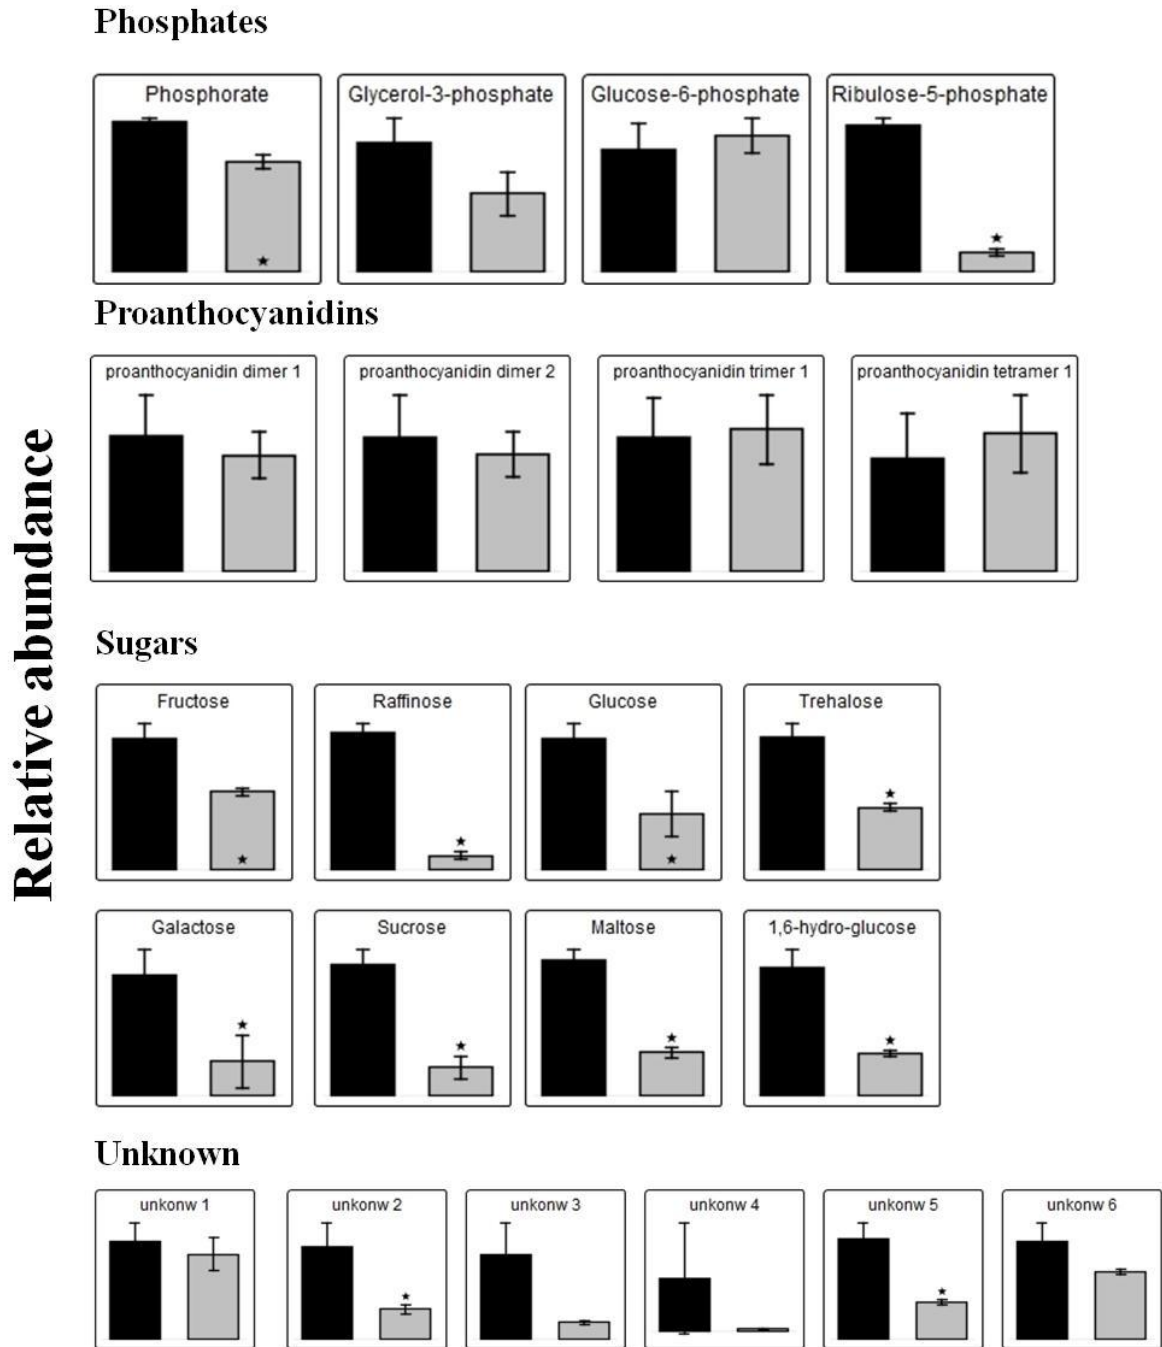 Phosphates
Phosphorate
Glycerol-3-phosphate
Glucose-6-phosphate
Ribulose-5-phosphate
Proanthocyanidins
proanthocyanidin dimer 1
proanthocyanidin dimer 2
proanthocyanidin trimer 1
proanthocyanidin tetramer 1
Relative abundance
Sugars
Fructose
Raffinose
Glucose
Trehalose
Galactose
Sucrose
Maltose
1,6-hydro-glucose
Unknown
unkonw 1
unkonw 2
unkonw 3
unkonw 4
unkonw 5
unkonw 6